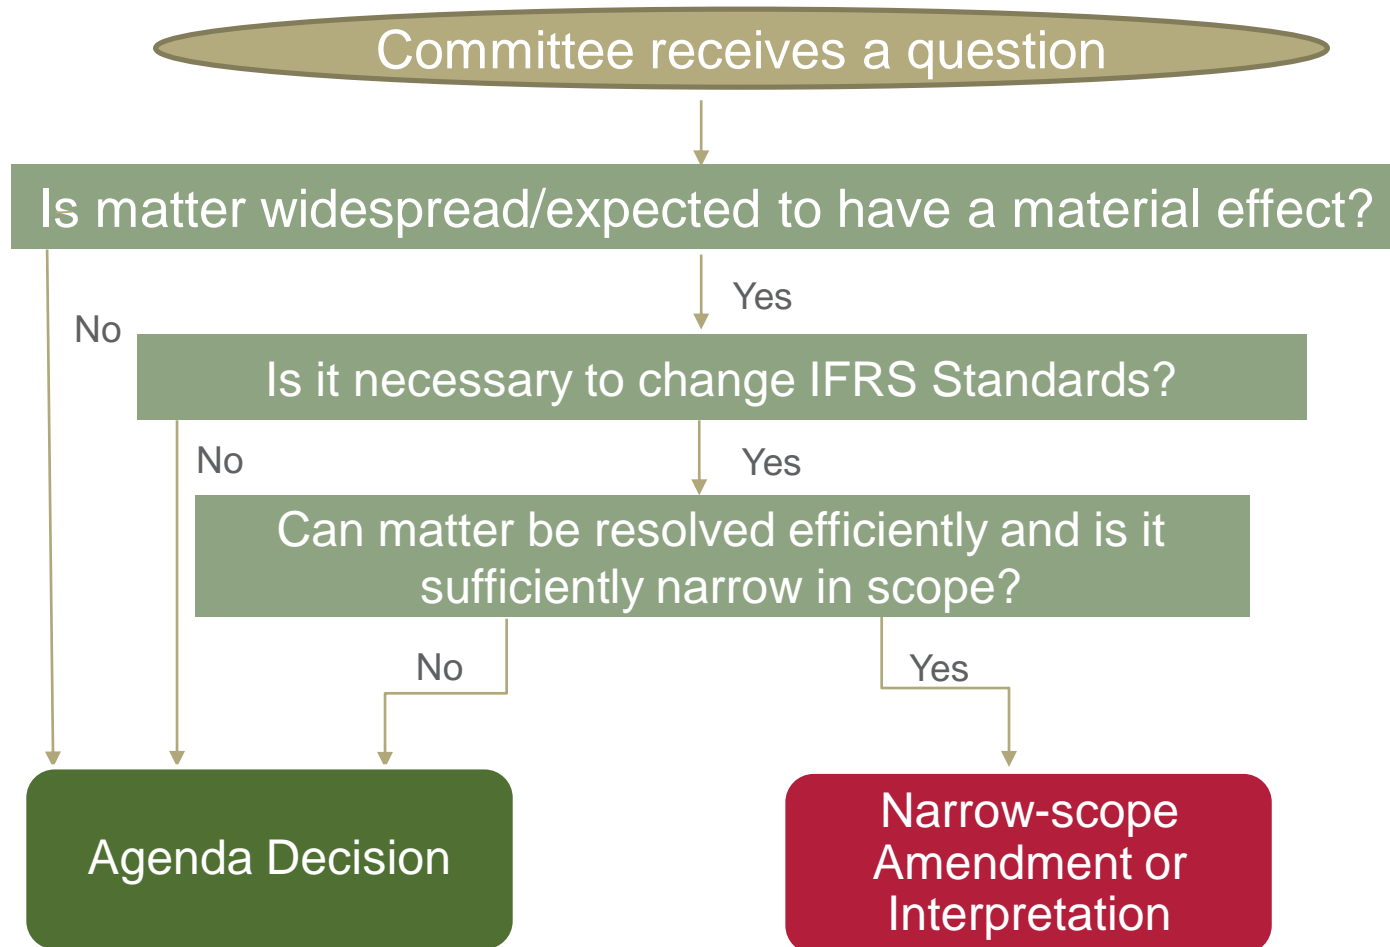 Committee receives a question
Is matter widespread/expected to have a material effect?
Yes
No
Is it necessary to change IFRS Standards?
No
Yes
Can matter be resolved efficiently and is it
sufficiently narrow in scope?
No
Yes
Agenda Decision
Narrow-scope
Amendment or
Interpretation